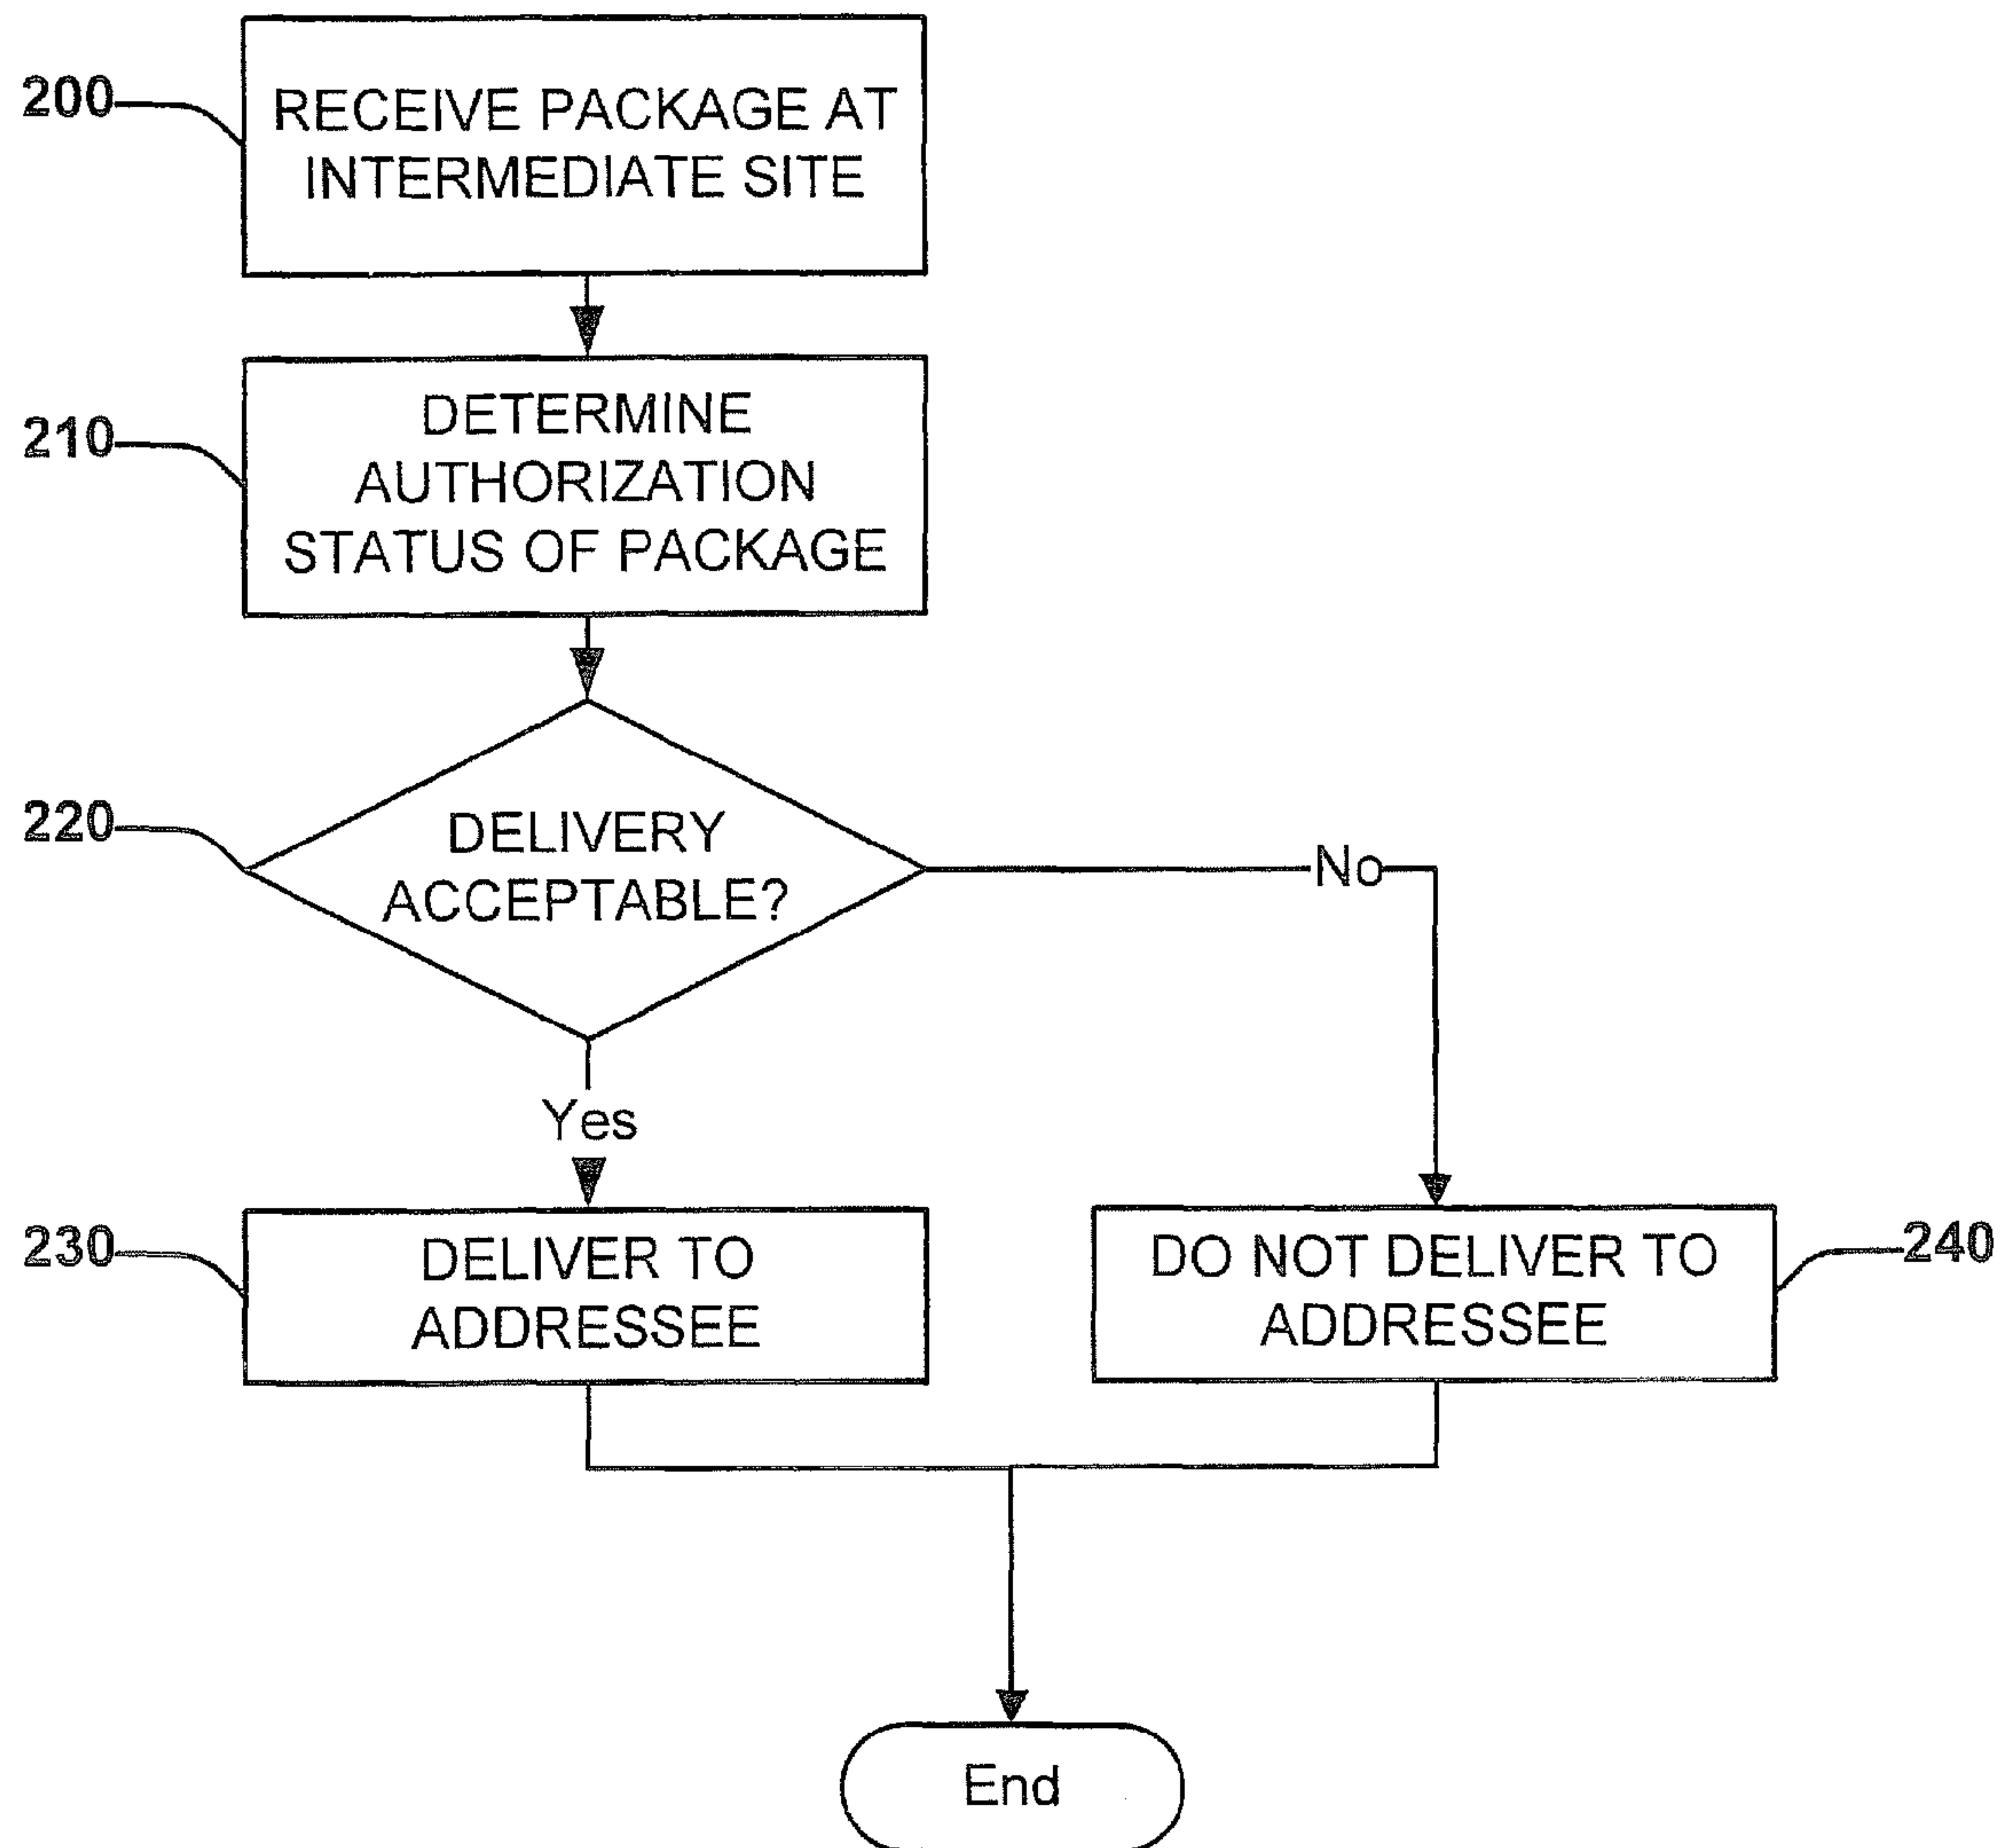 200
RECEIVE PACKAGE AT
INTERMEDIATE SITE
210
DETERMINE
AUTHORIZATION
STATUS OF PACKAGE
220
DELIVERY
ACCEPTABLE?
No
Yes
230
DELIVER TO
ADDRESSEE
DO NOT DELIVER TO
ADDRESSEE
240
End